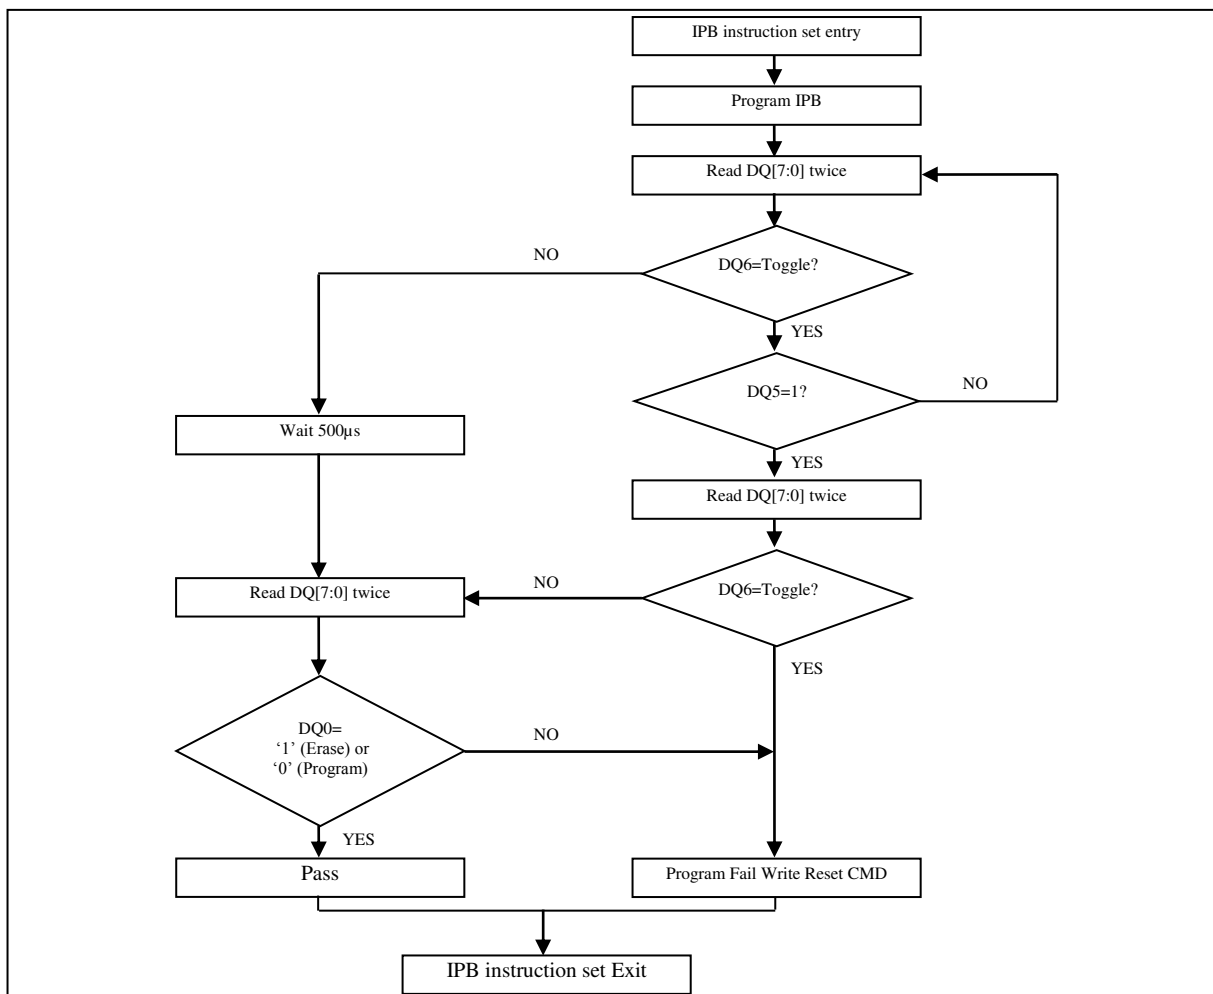 IPB instruction set entry
Program IPB
Read DQ[7:0] twice
NO
DQ6=Toggle?
YES
DQ5=1?
NO
Wait 500µs
YES
Read DQ[7:0] twice
Read DQ[7:0] twice
NO
DQ6=Toggle?
YES
DQ0=
‘1’ (Erase) or
‘0’ (Program)
NO
YES
Pass
Program Fail Write Reset CMD
IPB instruction set Exit